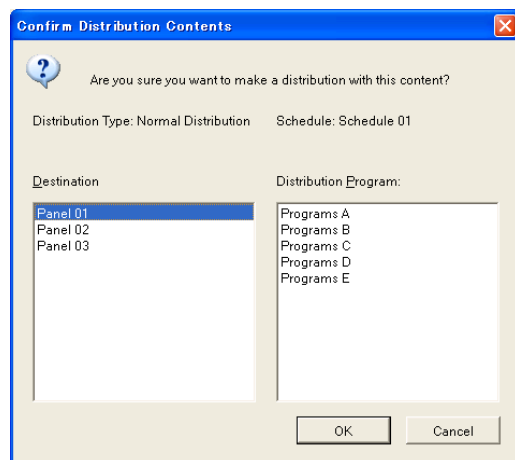 Confirm Distribution Contents
Are you sure you want to make a distribution with this content?
Distribution Type: Normal Distribution
Schedule: Schedule 01
Destination
Panel 01
Panel 02
Panel 03
Distribution Program:
Programs A
Programs B
Programs C
Programs D
Programs E
OK
Cancel